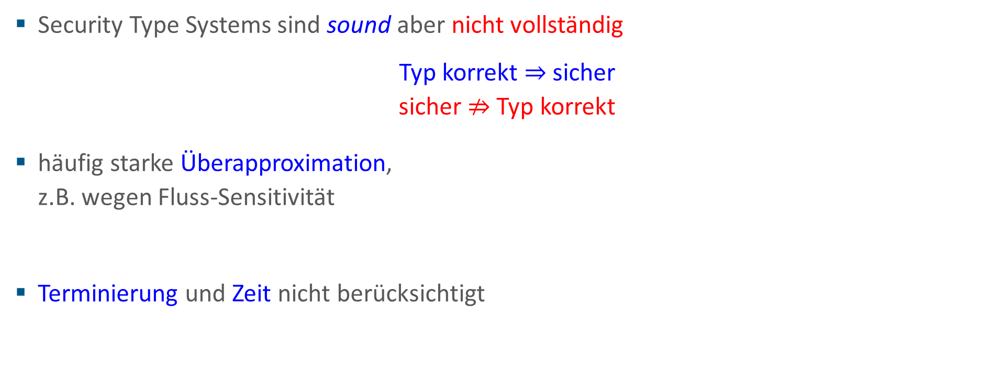 ▪ Security Type Systems sind sound aber nicht vollständig
Typ korrekt ⇒ sicher
sicher ⇏ Typ korrekt
▪ häufig starke Überapproximation,
z.B. wegen Fluss-Sensitivität
▪ Terminierung und Zeit nicht berücksichtigt